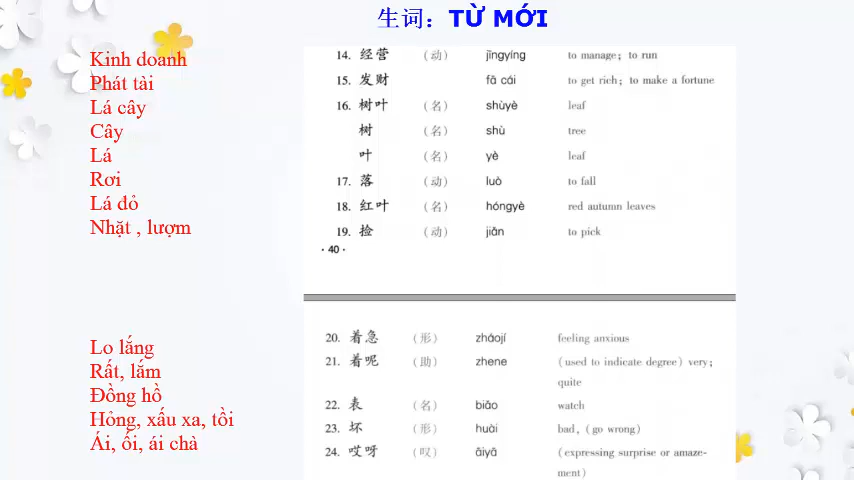 生词：TỪ MỚI
Kinh doanh
Phát tài
Lá cây
Cây
Lá
Rơi
Lá đỏ
Nhặt , lượm
14. 经营 （动） jīngyíng to manage; to run
15. 发财 fā cái to get rich; to make a fortune
16. 树叶 （名） shùyè leaf
树 （名） shù tree
叶 （名） yè leaf
17. 落 （动） luò to fall
18. 红叶 （名） hóngyè red autumn leaves
19. 捡 （动） jiǎn to pick
· 40 ·
Lo lắng
Rất, lắm
Đồng hồ
Hỏng, xấu xa, tồi
Ái, ối, ái chà
20. 着急 （形） zháojí feeling anxious
21. 着呢 （助） zhene (used to indicate degree) very;
quite
22. 表 （名） biǎo watch
23. 坏 （形） huài bad, (go wrong)
24. 哎呀 （叹） āiyā (expressing surprise or amaze-
ment)